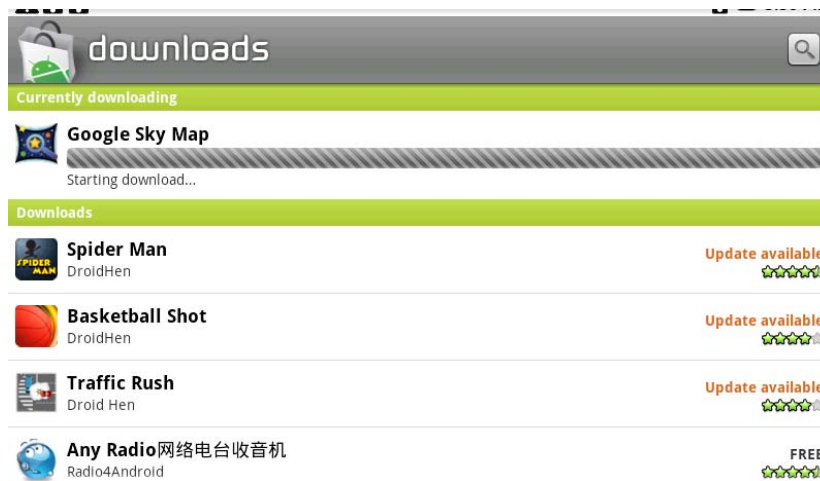 downloads
Currently downloading
Google Sky Map
Starting download...
Downloads
Spider Man
DroidHen
Update available
SPIDER MAN
Basketball Shot
DroidHen
Update available
Traffic Rush
Droid Hen
Update available
Any Radio网络电台收音机
Radio4Android
FREE